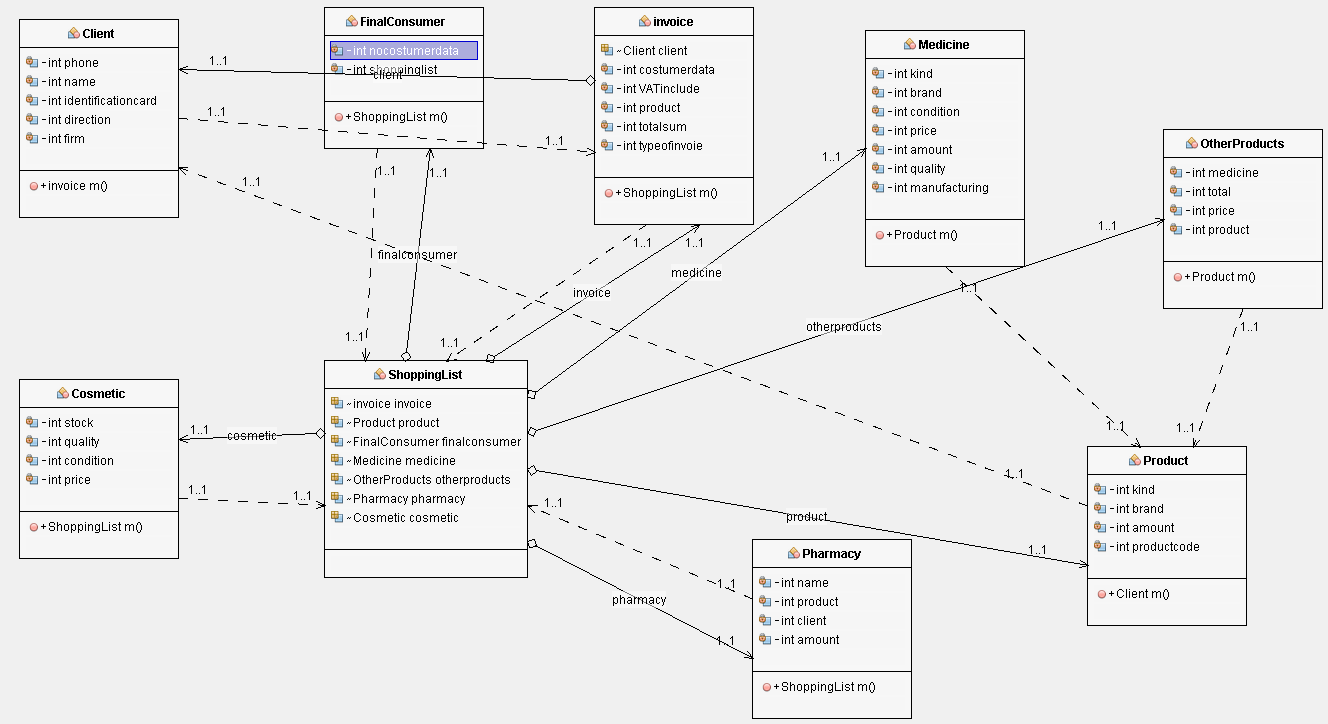 Client
-int phone
-int name
-int identificationcard
-int direction
-int firm
+invoice m()
FinalConsumer
-int nocostumerdata
-int shoppinglist
+ShoppingList m()
invoice
~Client client
-int costumerdata
-int VATinclude
-int product
-int totalsum
-int typeofinvoie
+ShoppingList m()
Medicine
-int kind
-int brand
-int condition
-int price
-int amount
-int quality
-int manufacturing
+Product m()
OtherProducts
-int medicine
-int total
-int price
-int product
+Product m()
1..1
client
1..1
1..1
1..1
1..1
1..1
1..1
finalconsumer
1..1
1..1
medicine
invoice
1..1
1..1
otherproducts
1..1
1..1
1..1
Cosmetic
-int stock
-int quality
-int condition
-int price
+ShoppingList m()
1..1
cosmetic
1..1
1..1
ShoppingList
~invoice invoice
~Product product
~FinalConsumer finalconsumer
~Medicine medicine
~OtherProducts otherproducts
~Pharmacy pharmacy
~Cosmetic cosmetic
1..1
1..1
1..1
1..1
product
1..1
1..1
pharmacy
1..1
Pharmacy
-int name
-int product
-int client
-int amount
+ShoppingList m()
Product
-int kind
-int brand
-int amount
-int productcode
+Client m()